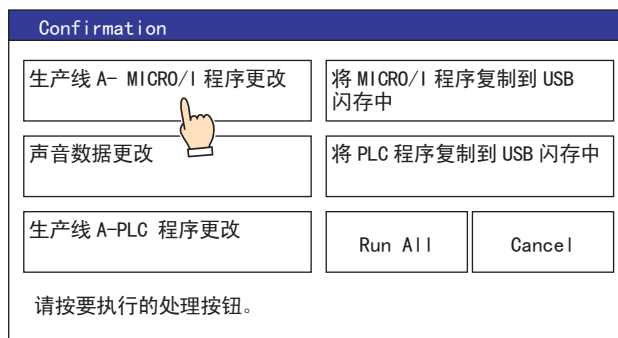 Confirmation
生产线 A- MICRO/I 程序更改
将 MICRO/I 程序复制到 USB
闪存中
声音数据更改
将 PLC 程序复制到 USB 闪存中
生产线 A-PLC 程序更改
Run All
Cancel
请按要执行的处理按钮。